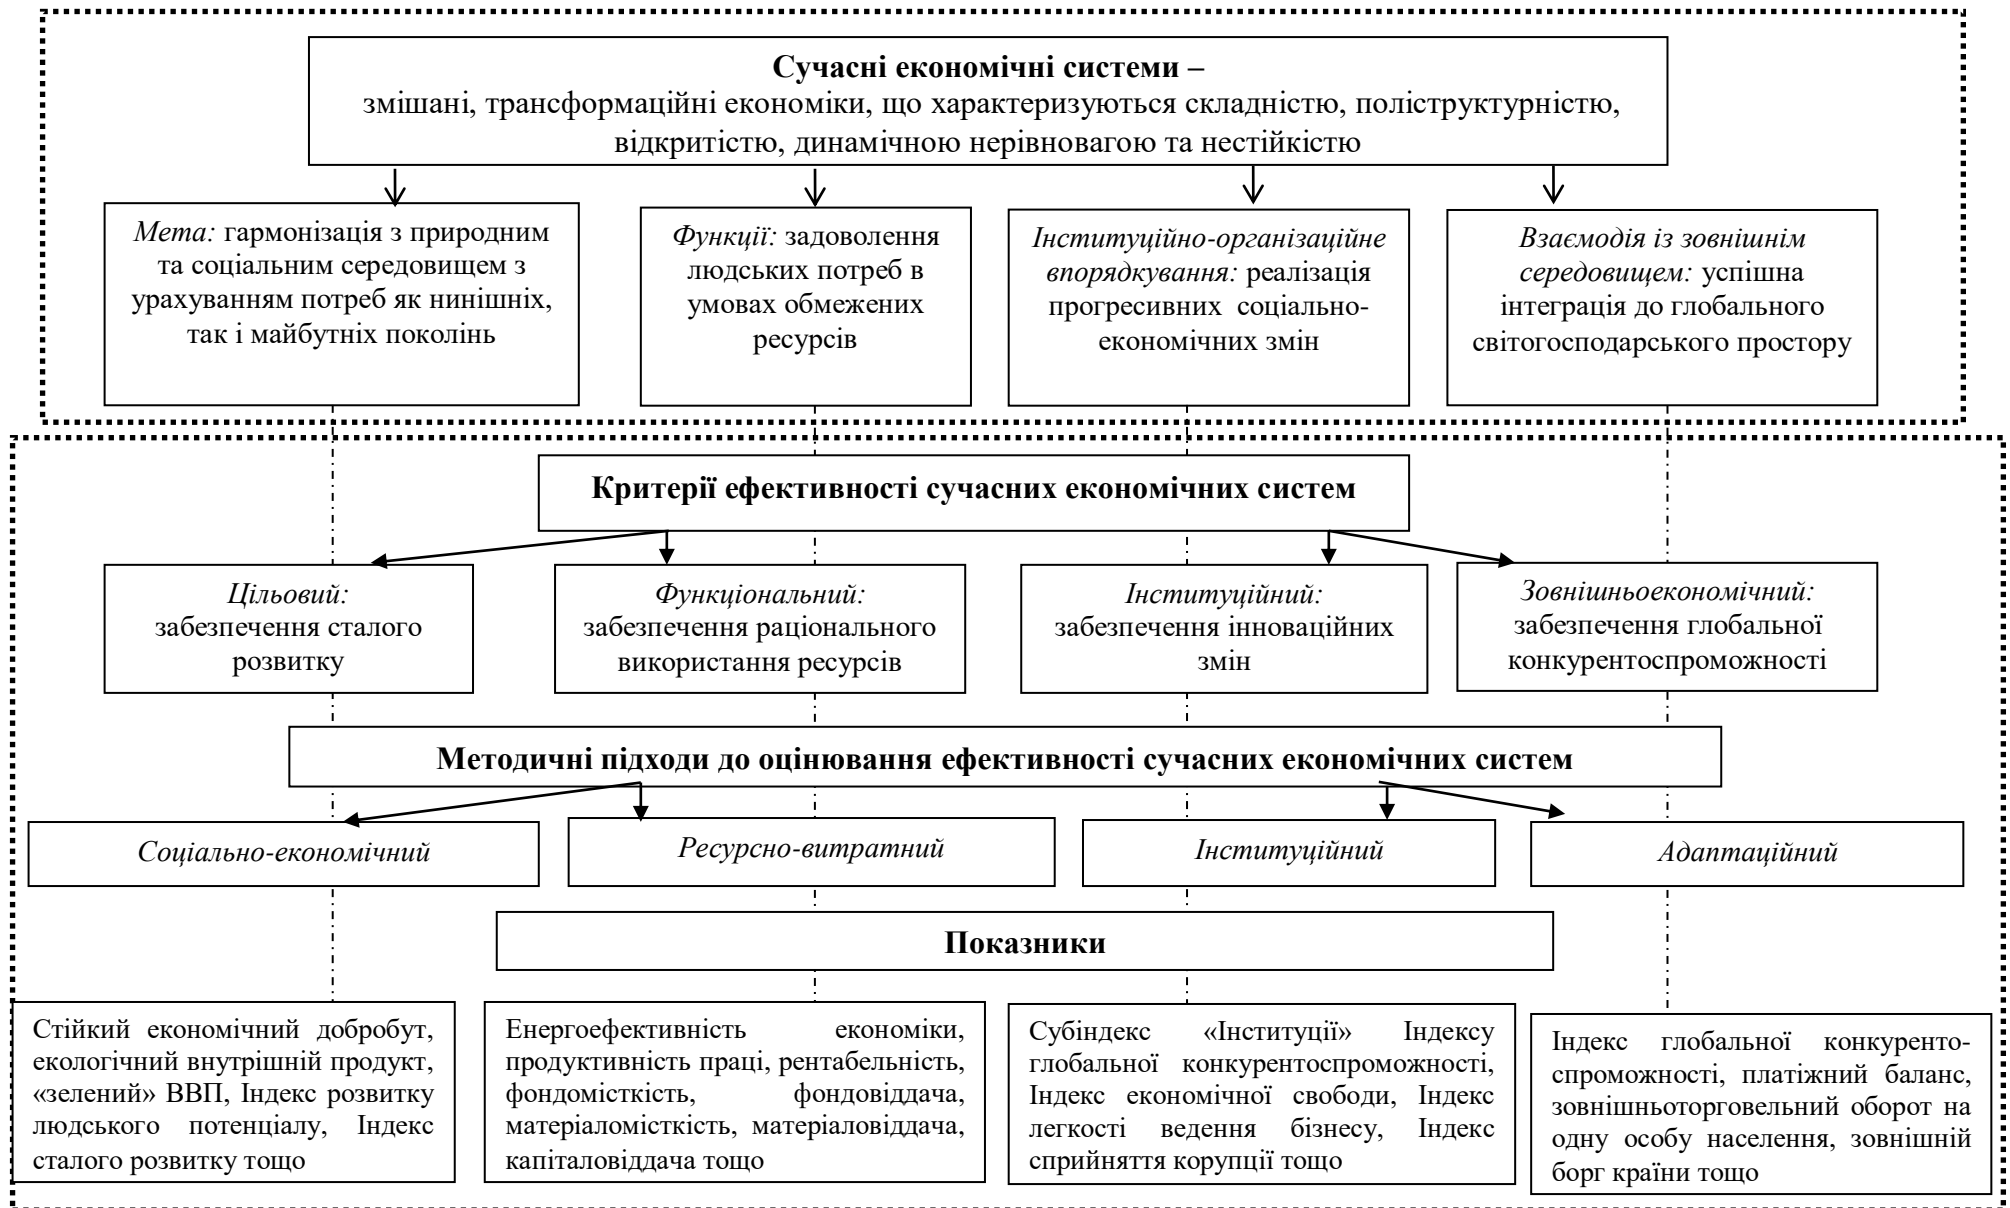 Сучасні економічні системи –
змішані, трансформаційні економіки, що характеризуються складністю, поліструктурністю,
відкритістю, динамічною нерівновагою та нестійкістю
Мета: гармонізація з природним
та соціальним середовищем з
урахуванням потреб як нинішніх,
так і майбутніх поколінь
Функції: задоволення
людських потреб в
умовах обмежених
ресурсів
Інституційно-організаційне
впорядкування: реалізація
прогресивних соціально-
економічних змін
Взаємодія із зовнішнім
середовищем: успішна
інтеграція до глобального
світогосподарського простору
Критерії ефективності сучасних економічних систем
Цільовий:
забезпечення сталого
розвитку
Функціональний:
забезпечення раціонального
використання ресурсів
Інституційний:
забезпечення інноваційних
змін
Зовнішньоекономічний:
забезпечення глобальної
конкурентоспроможності
Методичні підходи до оцінювання ефективності сучасних економічних систем
Соціально-економічний
Ресурсно-витратний
Інституційний
Адаптаційний
Показники
Стійкий економічний добробут,
екологічний внутрішній продукт,
«зелений» ВВП, Індекс розвитку
людського потенціалу, Індекс
сталого розвитку тощо
Енергоефективність економіки,
продуктивність праці, рентабельність,
фондомісткість, фондовіддача,
матеріаломісткість, матеріаловіддача,
капіталовіддача тощо
Субіндекс «Інституції» Індексу
глобальної конкурентоспроможності,
Індекс економічної свободи, Індекс
легкості ведення бізнесу, Індекс
сприйняття корупції тощо
Індекс глобальної конкуренто-
спроможності, платіжний баланс,
зовнішньоторговельний оборот на
одну особу населення, зовнішній
борг країни тощо